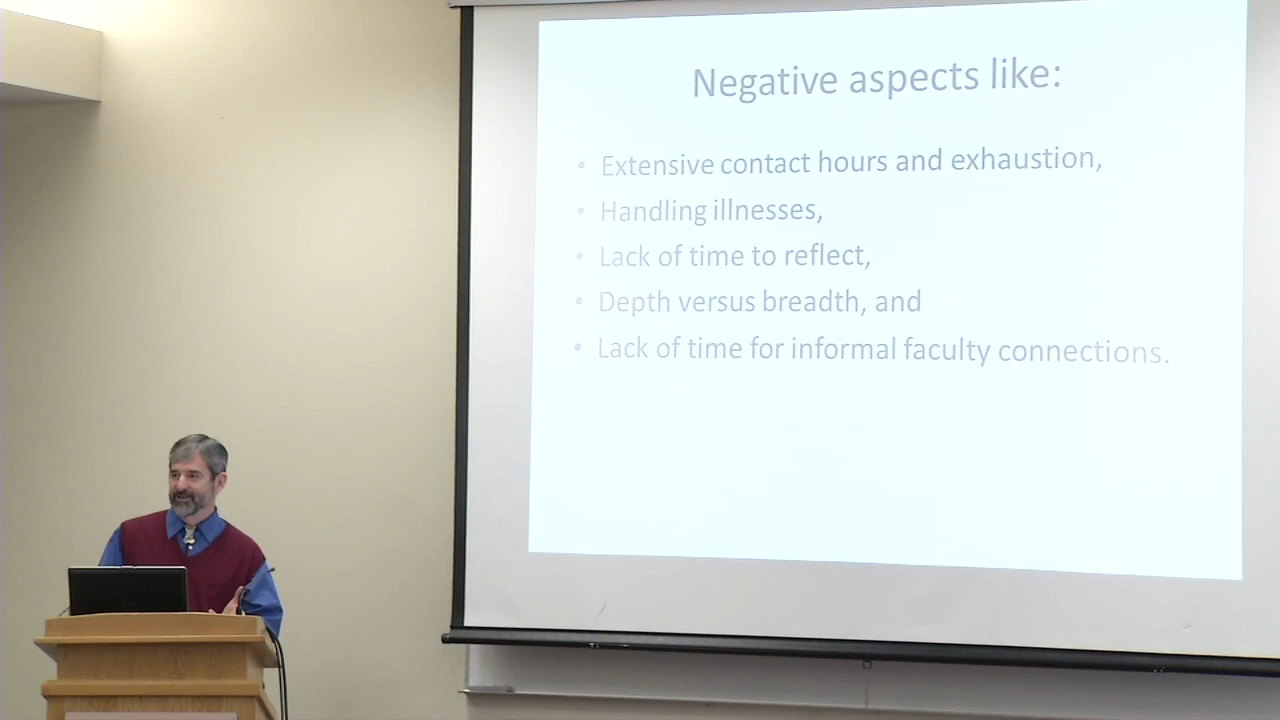 Negative aspects like:
• Extensive contact hours and exhaustion,
• Handling illnesses,
• Lack of time to reflect,
• Depth versus breadth, and
• Lack of time for informal faculty connections.